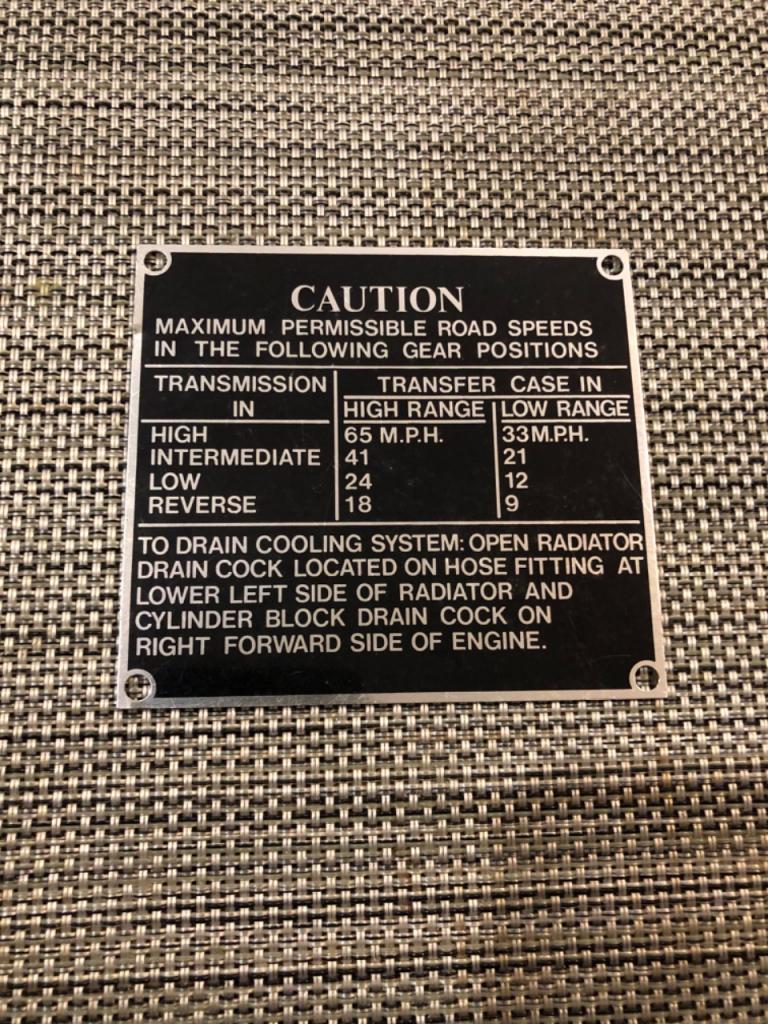 CAUTION
MAXIMUM PERMISSIBLE ROAD SPEEDS
IN THE FOLLOWING GEAR POSITIONS
TRANSMISSION TRANSFER CASE IN
IN HIGH RANGE LOW RANGE
HIGH 65 M.P.H. 33 M.P.H.
INTERMEDIATE 41 21
LOW 24 12
REVERSE 18 9
TO DRAIN COOLING SYSTEM: OPEN RADIATOR
DRAIN COCK LOCATED ON HOSE FITTING AT
LOWER LEFT SIDE OF RADIATOR AND
CYLINDER BLOCK DRAIN COCK ON
RIGHT FORWARD SIDE OF ENGINE.